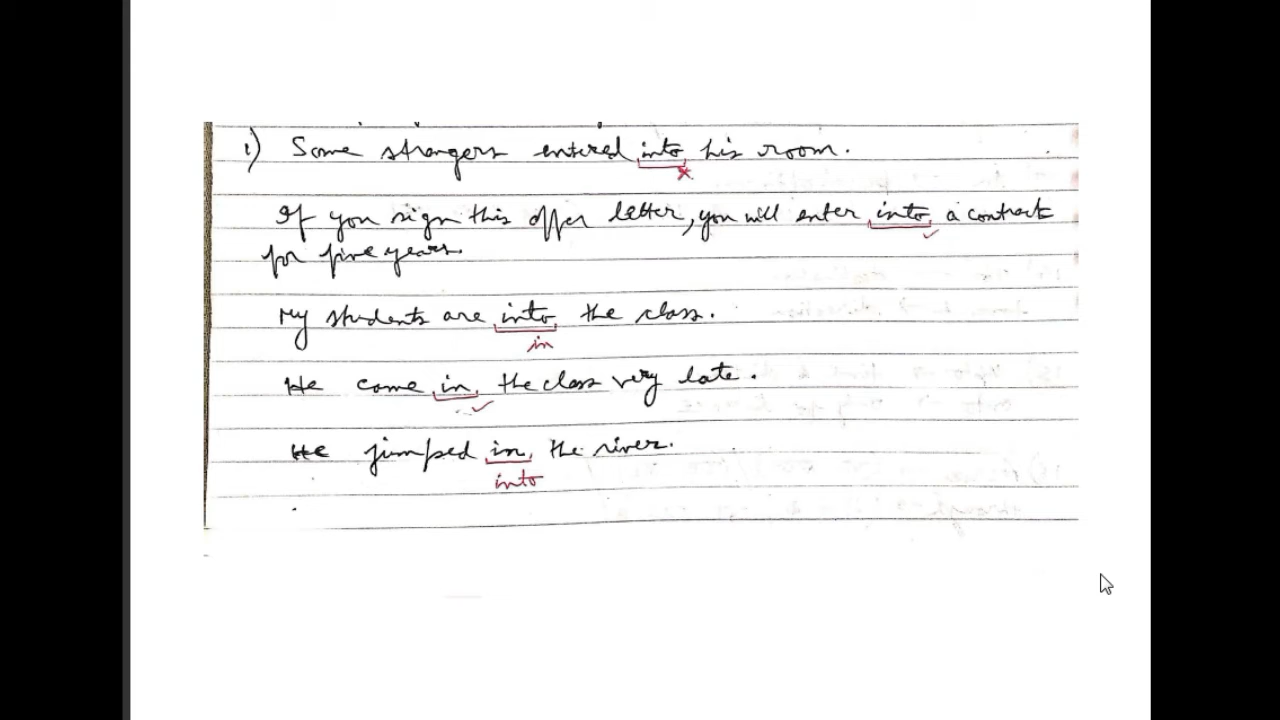 1) Some strangers entered into his room.
×
If you sign this offer letter, you will enter into a contract
✓
for five years.
My students are into the class.
in
He came in the class very late.
✓
He jumped in the river.
into